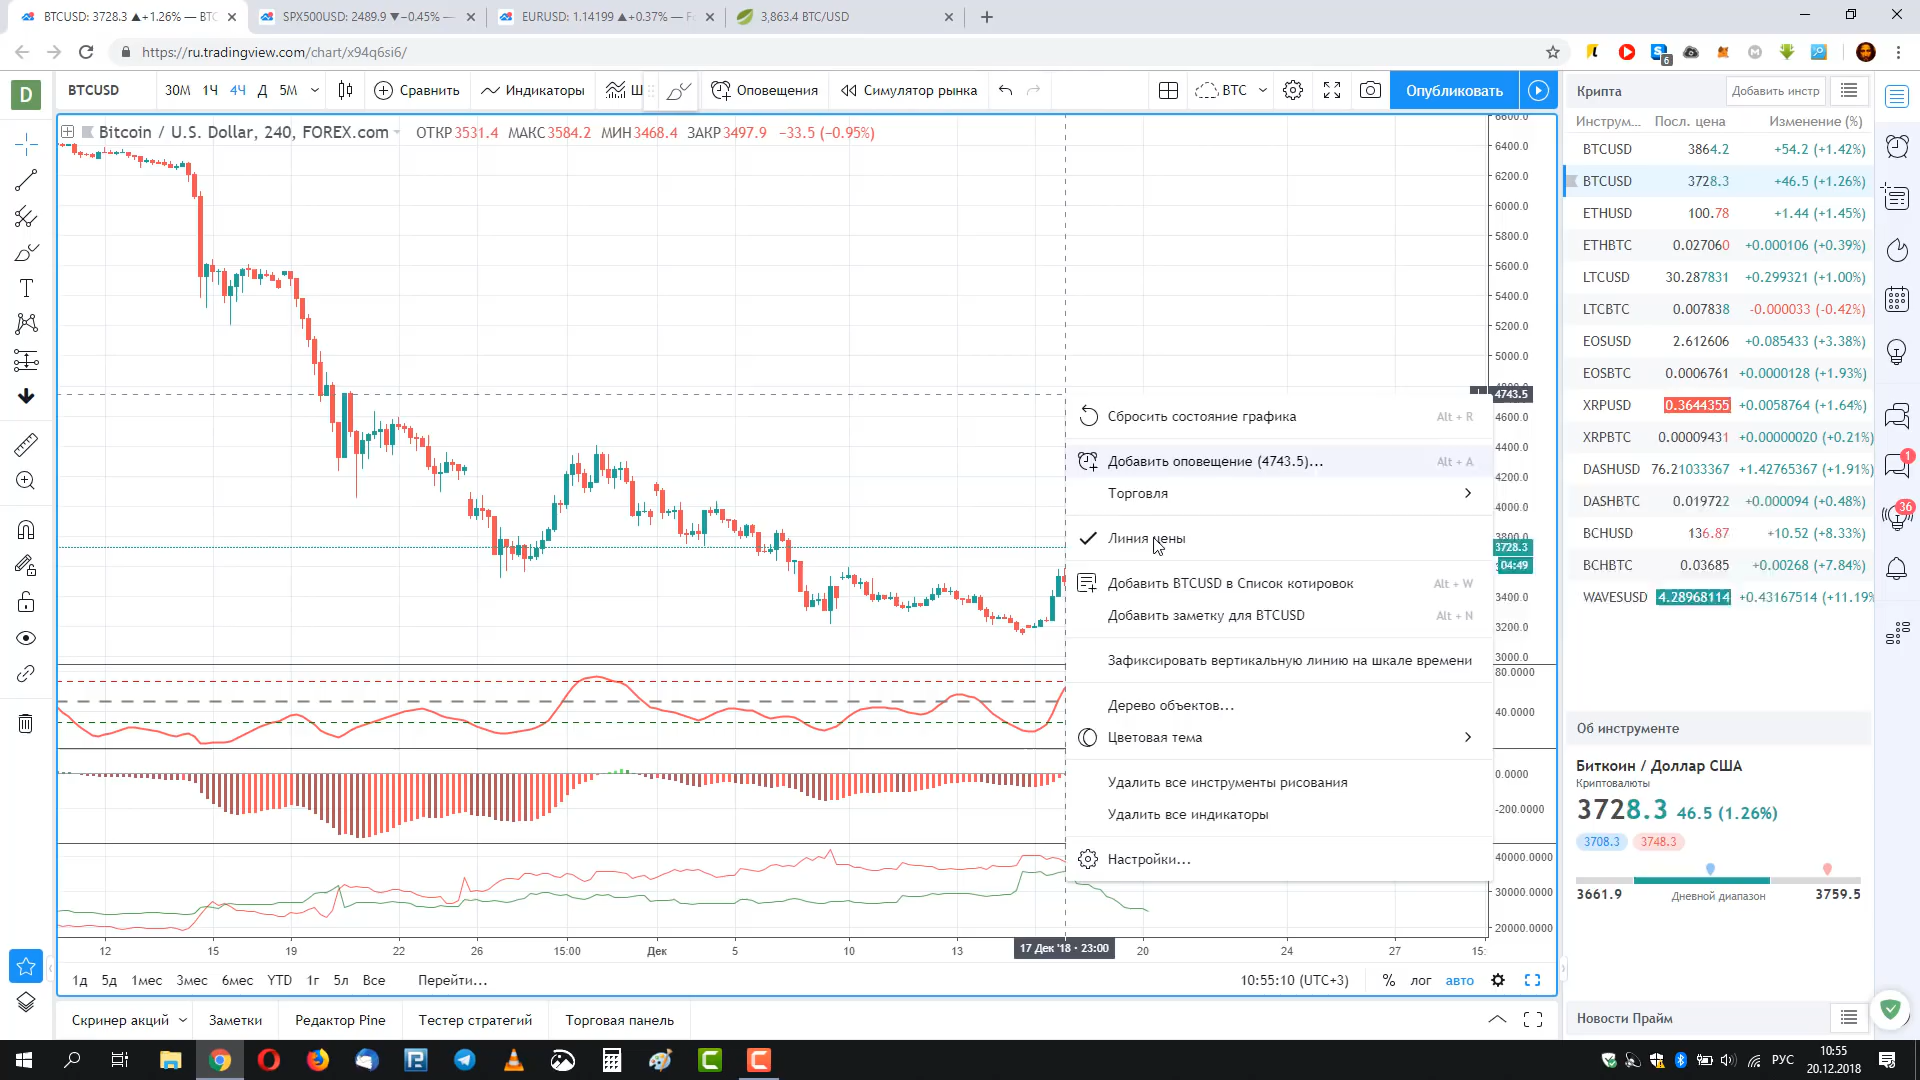 BTCUSD: 3728.3 ▲+1.26% — BTC
SPX500USD: 2489.9 ▼−0.45% —
EURUSD: 1.14199 ▲+0.37% — Fo
3,863.4 BTC/USD
https://ru.tradingview.com/chart/x94q6si6/
6
D
BTCUSD
30М 1Ч 4Ч Д 5М
Сравнить
Индикаторы
Ш
Оповещения
Симулятор рынка
BTC
Опубликовать
Крипта
Добавить инстр
Bitcoin / U.S. Dollar, 240, FOREX.com
ОТКР 3531.4 МАКС 3584.2 МИН 3468.4 ЗАКР 3497.9 −33.5 (−0.95%)
6600.0
6400.0
6200.0
6000.0
5800.0
5600.0
5400.0
5200.0
5000.0
4800.0
4743.5
4600.0
4400.0
4200.0
4000.0
3800.0
3728.3
04:49
3400.0
3200.0
3000.0
80.0000
40.0000
0.0000
-200.0000
40000.0000
30000.0000
20000.0000
Сбросить состояние графика Alt + R
Добавить оповещение (4743.5)... Alt + A
Торговля
Линия цены
Добавить BTCUSD в Список котировок Alt + W
Добавить заметку для BTCUSD Alt + N
Зафиксировать вертикальную линию на шкале времени
Дерево объектов...
Цветовая тема
Удалить все инструменты рисования
Удалить все индикаторы
Настройки...
12 15 19 22 26 15:00 Дек 5 10 13 17 Дек '18 · 23:00 20 24 27 15:
1д 5д 1мес 3мес 6мес YTD 1г 5л Все Перейти...
10:55:10 (UTC+3) % лог авто
Скринер акций Заметки Редактор Pine Тестер стратегий Торговая панель
Инструм... Посл. цена Изменение (%)
BTCUSD 3864.2 +54.2 (+1.42%)
BTCUSD 3728.3 +46.5 (+1.26%)
ETHUSD 100.78 +1.44 (+1.45%)
ETHBTC 0.027060 +0.000106 (+0.39%)
LTCUSD 30.287831 +0.299321 (+1.00%)
LTCBTC 0.007838 -0.000033 (-0.42%)
EOSUSD 2.612606 +0.085433 (+3.38%)
EOSBTC 0.0006761 +0.0000128 (+1.93%)
XRPUSD 0.3644355 +0.0058764 (+1.64%)
XRPBTC 0.00009431 +0.00000020 (+0.21%)
DASHUSD 76.21033367 +1.42765367 (+1.91%)
DASHBTC 0.019722 +0.000094 (+0.48%)
BCHUSD 136.87 +10.52 (+8.33%)
BCHBTC 0.03685 +0.00268 (+7.84%)
WAVESUSD 4.28968114 +0.43167514 (+11.19%
1
36
Об инструменте
Биткоин / Доллар США
Криптовалюты
3728.3 46.5 (1.26%)
3708.3 3748.3
3661.9 Дневной диапазон 3759.5
Новости Прайм
РУС
10:55
20.12.2018